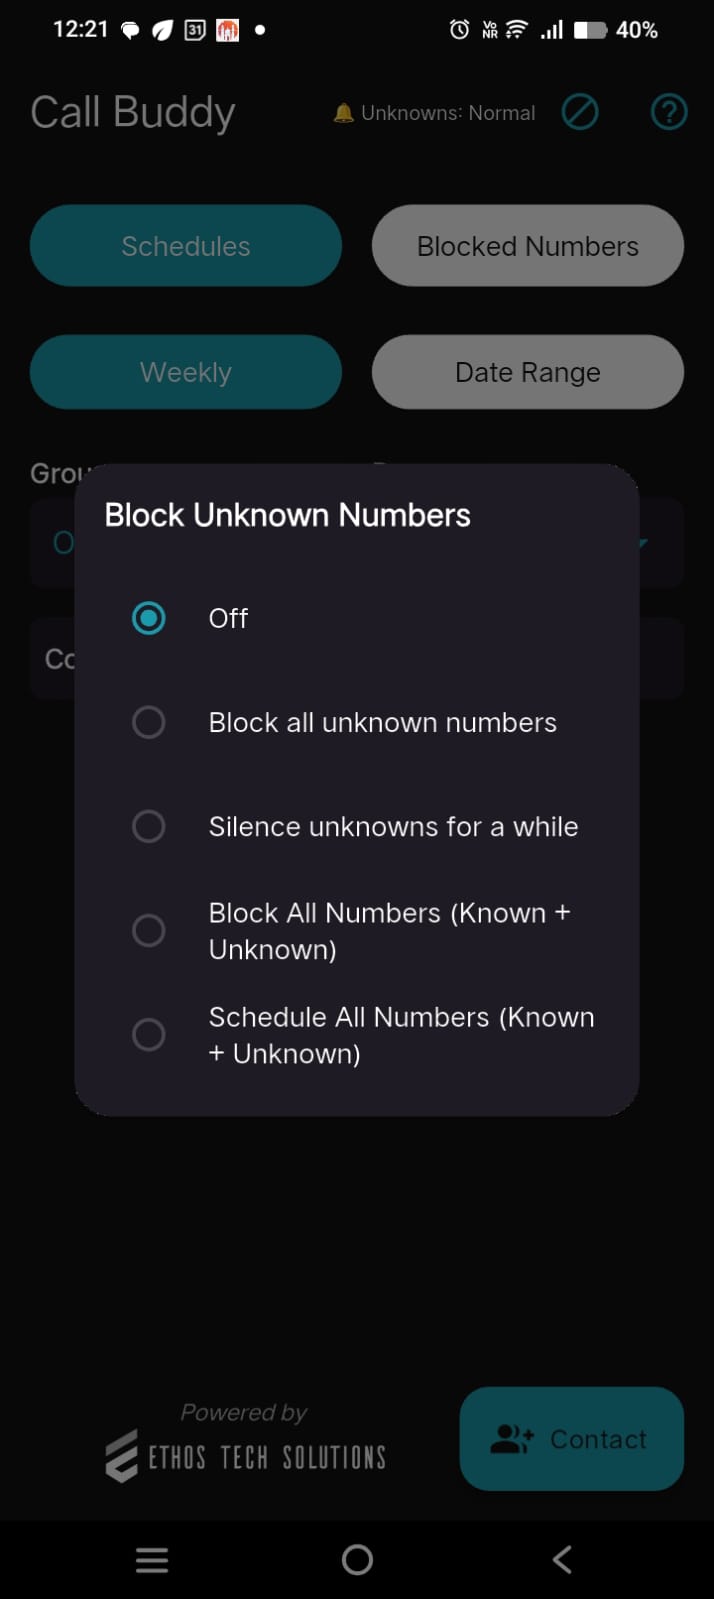 12:21
31
Vo
NR
40%
Call Buddy
Unknowns: Normal
?
Schedules
Blocked Numbers
Weekly
Date Range
Block Unknown Numbers
Off
Block all unknown numbers
Silence unknowns for a while
Block All Numbers (Known +
Unknown)
Schedule All Numbers (Known
+ Unknown)
Powered by
ETHOS TECH SOLUTIONS
Contact